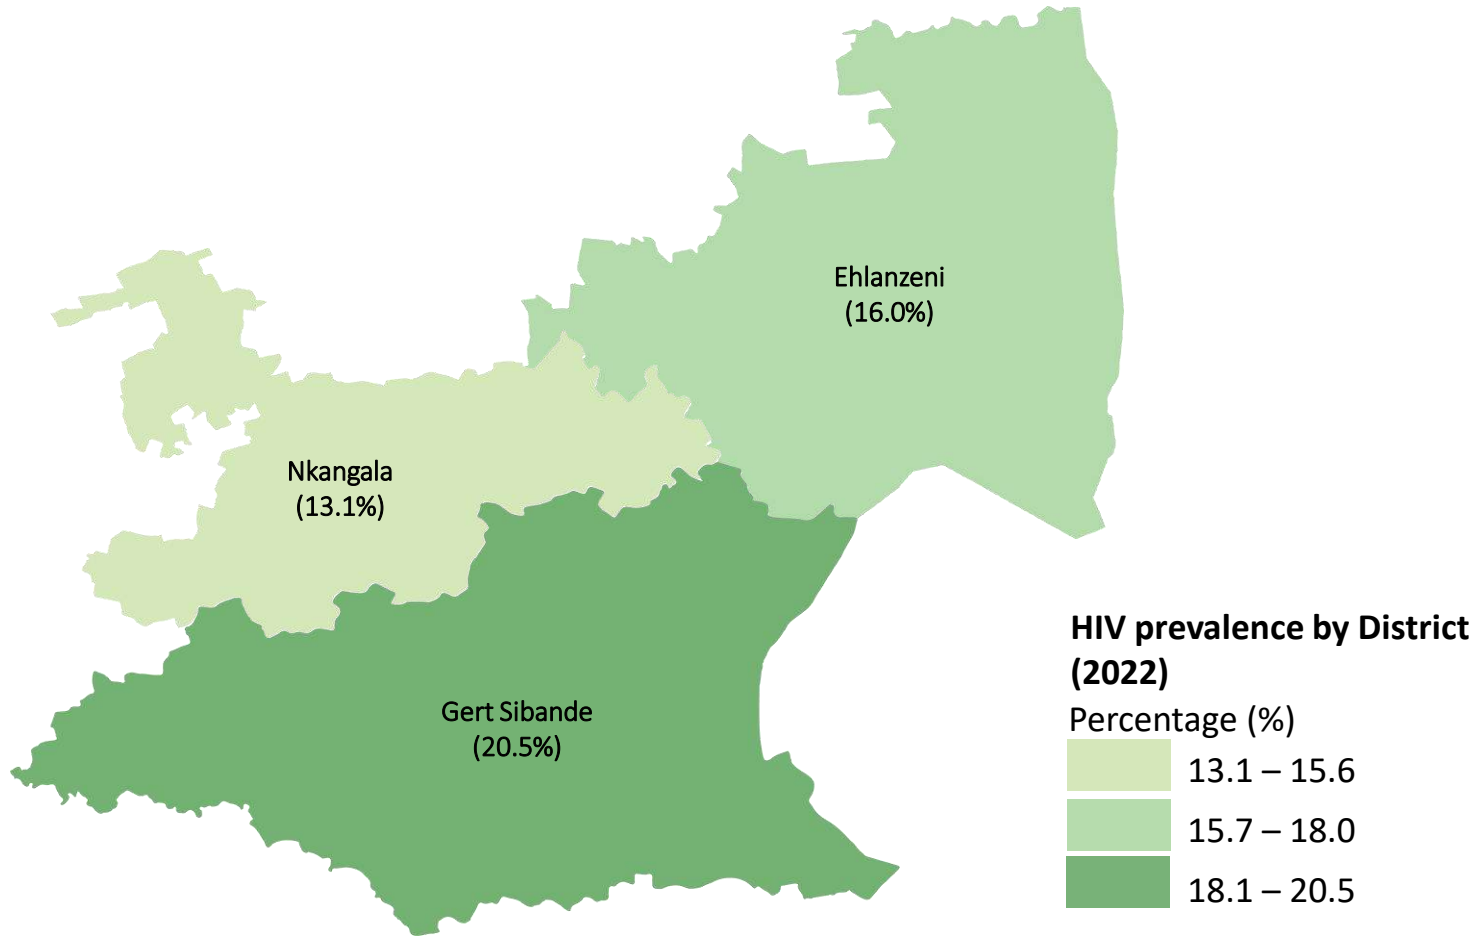 Ehlanzeni
(16.0%)
Nkangala
(13.1%)
Gert Sibande
(20.5%)
HIV prevalence by District
(2022)
Percentage (%)
13.1 – 15.6
15.7 – 18.0
18.1 – 20.5